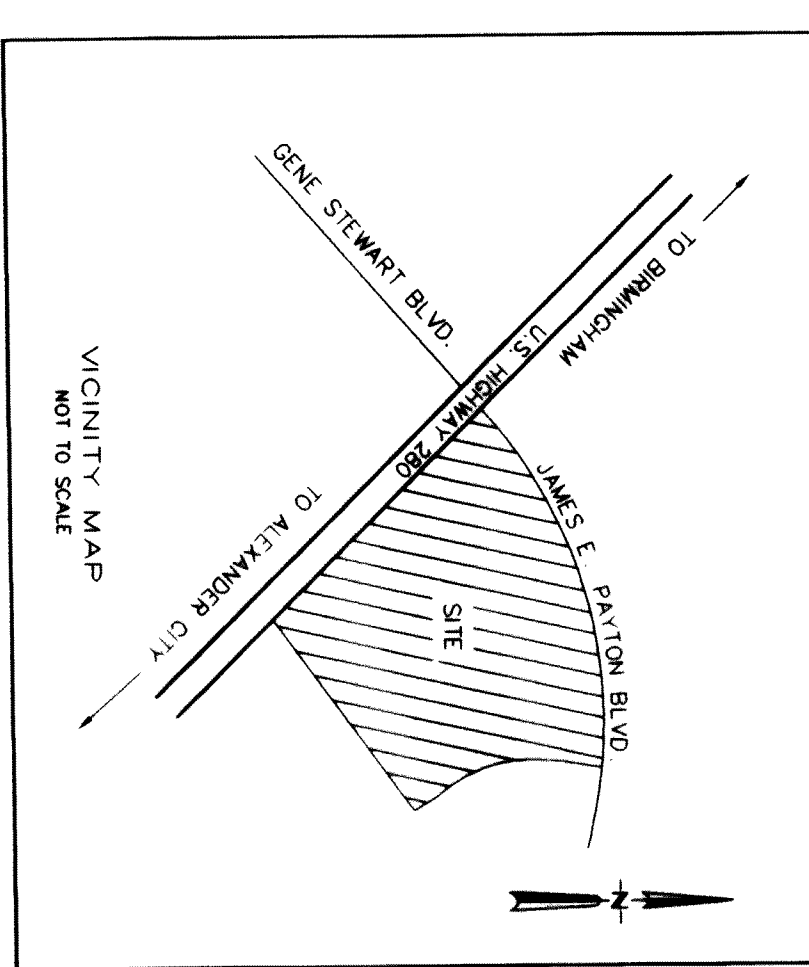 GENE STEWART BLVD.
TO BIRMINGHAM
U.S. HIGHWAY 280
JAMES E. PAYTON BLVD.
SITE
TO ALEXANDER CITY
VICINITY MAP
NOT TO SCALE
N